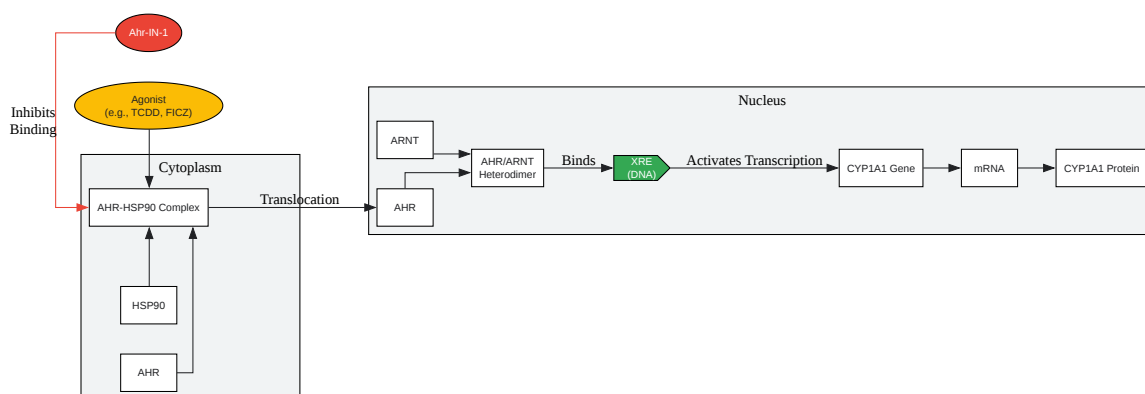 Ahr-IN-1
Inhibits
Binding
Agonist
(e.g., TCDD, FICZ)
Cytoplasm
AHR-HSP90 Complex
HSP90
AHR
Translocation
Nucleus
ARNT
AHR
AHR/ARNT
Heterodimer
Binds
XRE
(DNA)
Activates Transcription
CYP1A1 Gene
mRNA
CYP1A1 Protein